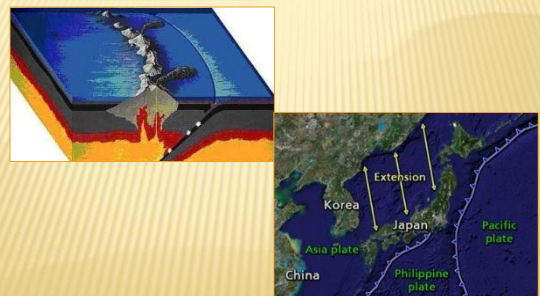 Extension
Korea
Japan
Pacific
plate
Asia plate
China
Philippine
plate